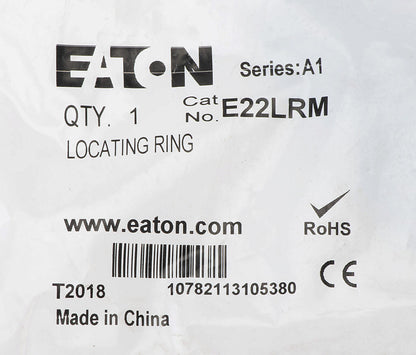 EATON
Series:A1
QTY. 1 Cat No. E22LRM
LOCATING RING
www.eaton.com
RoHS
CE
T2018 10782113105380
Made in China